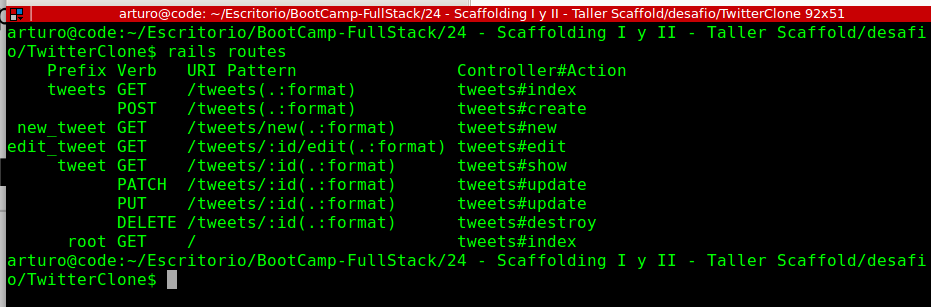 arturo@code: ~/Escritorio/BootCamp-FullStack/24 - Scaffolding I y II - Taller Scaffold/desafio/TwitterClone 92x51
arturo@code:~/Escritorio/BootCamp-FullStack/24 - Scaffolding I y II - Taller Scaffold/desafi
o/TwitterClone$ rails routes
    Prefix Verb   URI Pattern                Controller#Action
    tweets GET    /tweets(.:format)          tweets#index
           POST   /tweets(.:format)          tweets#create
 new_tweet GET    /tweets/new(.:format)      tweets#new
edit_tweet GET    /tweets/:id/edit(.:format) tweets#edit
     tweet GET    /tweets/:id(.:format)      tweets#show
           PATCH  /tweets/:id(.:format)      tweets#update
           PUT    /tweets/:id(.:format)      tweets#update
           DELETE /tweets/:id(.:format)      tweets#destroy
      root GET    /                          tweets#index
arturo@code:~/Escritorio/BootCamp-FullStack/24 - Scaffolding I y II - Taller Scaffold/desafi
o/TwitterClone$